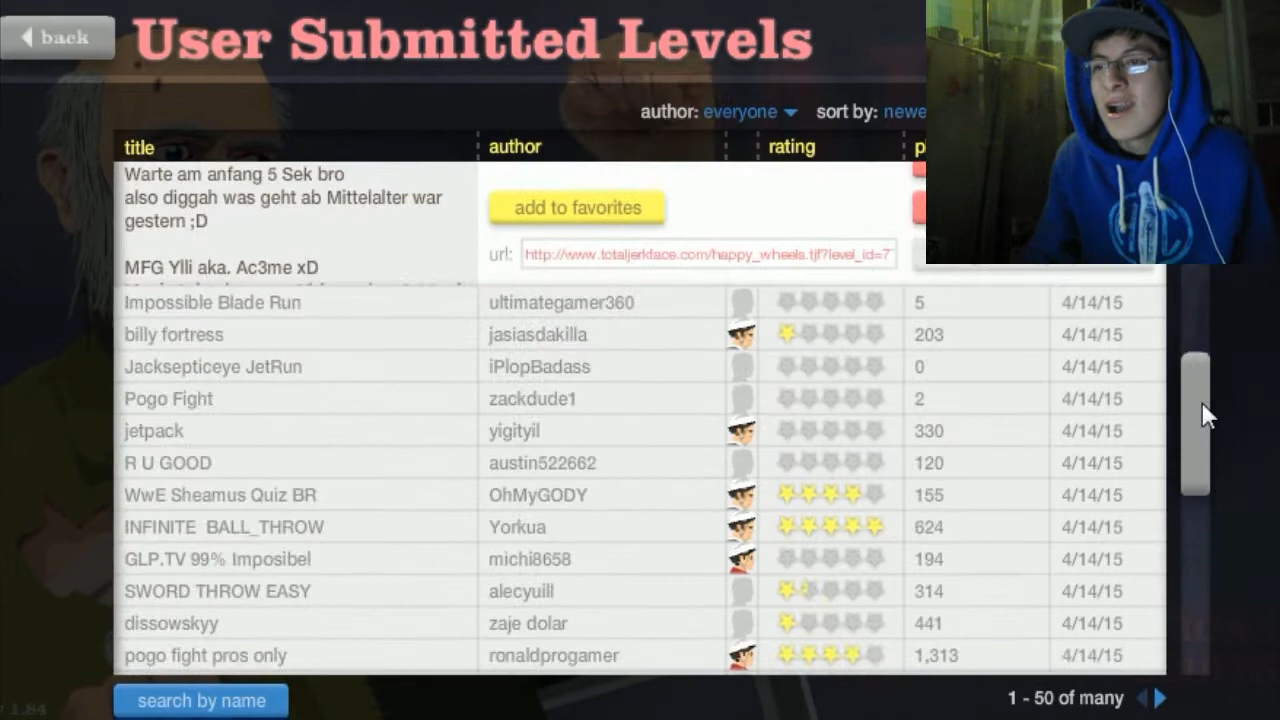 back
User Submitted Levels
author: everyone sort by: newe
title author rating p
Warte am anfang 5 Sek bro
also diggah was geht ab Mittelalter war
gestern ;D
MFG Ylli aka. Ac3me xD
add to favorites
url: http://www.totaljerkface.com/happy_wheels.tjf?level_id=7
Impossible Blade Run ultimategamer360 5 4/14/15
billy fortress jasiasdakilla 203 4/14/15
Jacksepticeye JetRun iPlopBadass 0 4/14/15
Pogo Fight zackdude1 2 4/14/15
jetpack yigityil 330 4/14/15
R U GOOD austin522662 120 4/14/15
WwE Sheamus Quiz BR OhMyGODY 155 4/14/15
INFINITE BALL_THROW Yorkua 624 4/14/15
GLP.TV 99% Imposibel michi8658 194 4/14/15
SWORD THROW EASY alecyuill 314 4/14/15
dissowskyy zaje dolar 441 4/14/15
pogo fight pros only ronaldprogamer 1,313 4/14/15
search by name
1 - 50 of many
1.84